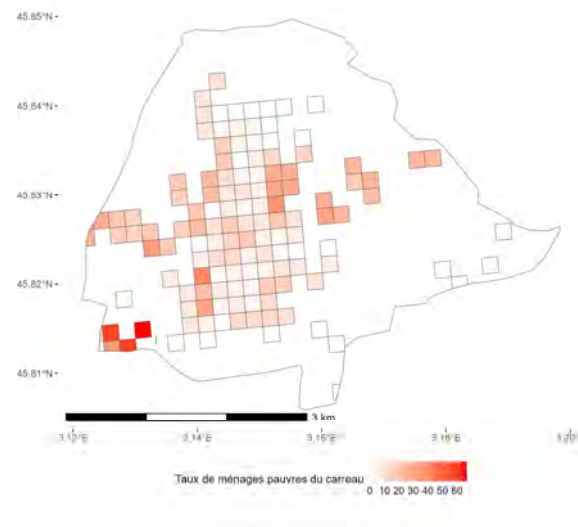 45.85°N
45.84°N
45.83°N
45.82°N
45.81°N
3 km
3.12°E 3.14°E 3.16°E 3.18°E 3.20°
Taux de ménages pauvres du carreau
0 10 20 30 40 50 60